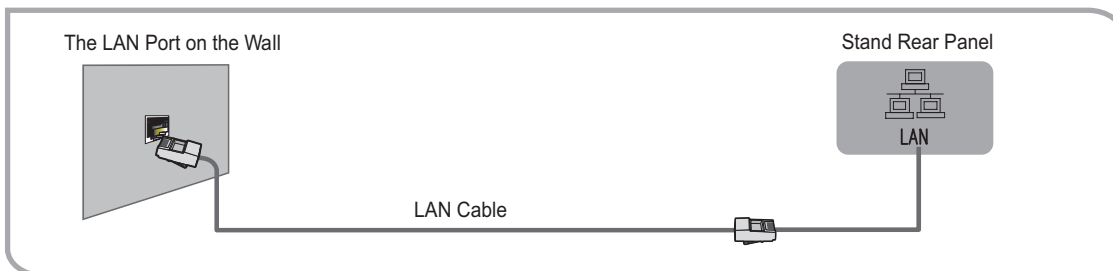 The LAN Port on the Wall
Stand Rear Panel
LAN
LAN Cable